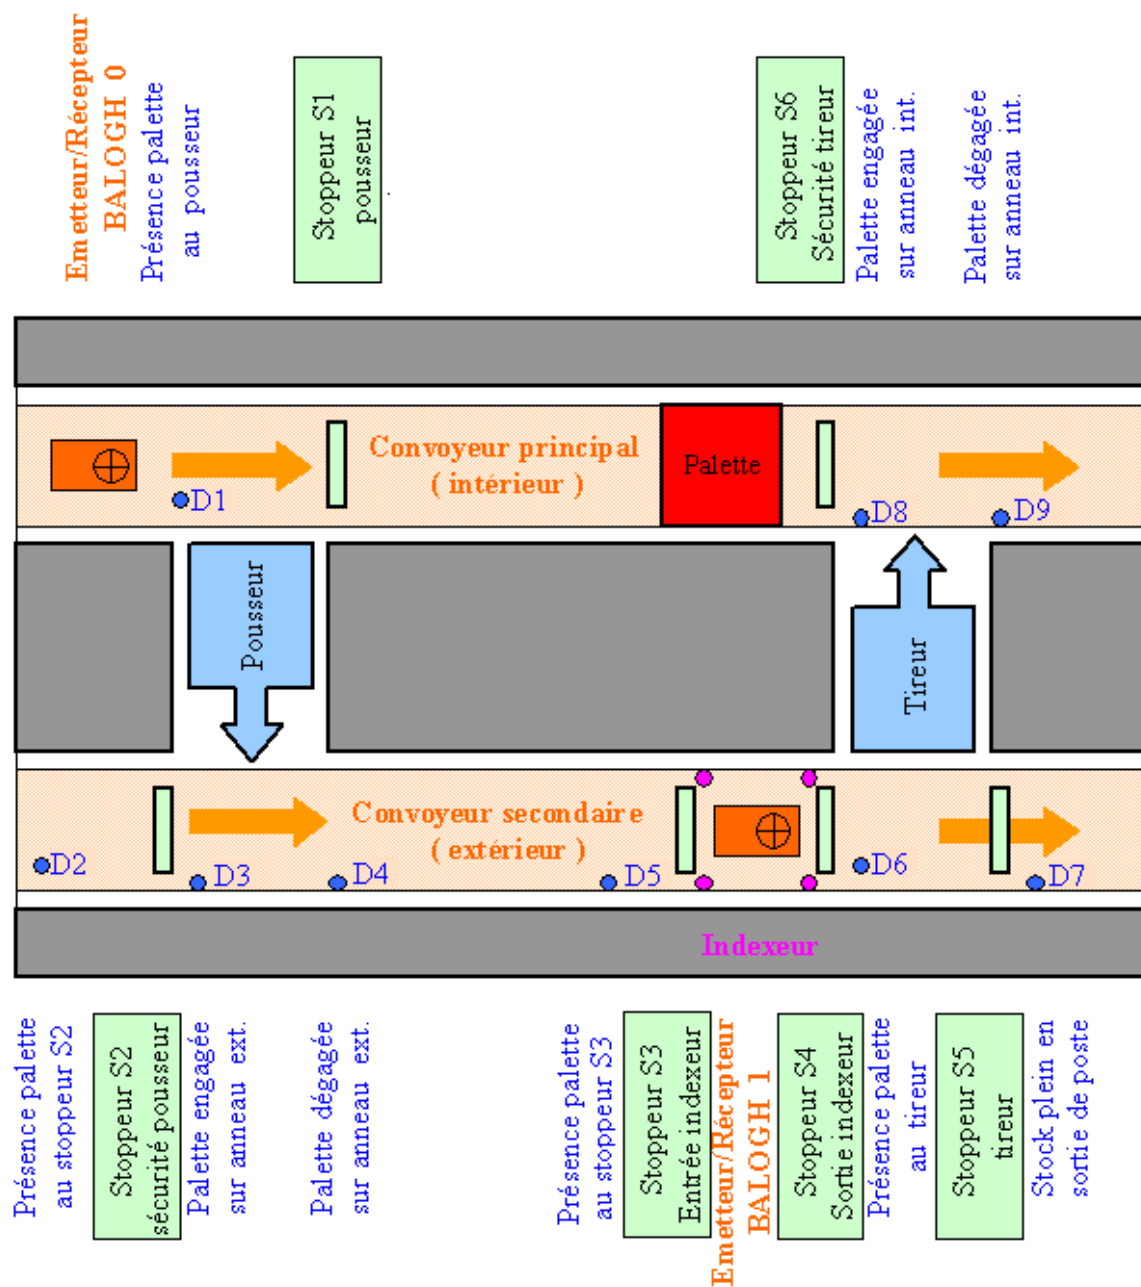 Emetteur/Récepteur
BALOGH 0
Présence palette
au pousseur
Stoppeur S1
pousseur
Stoppeur S6
Sécurité tireur
Palette engagée
sur anneau int.
Palette dégagée
sur anneau int.
Convoyeur principal
( intérieur )
Palette
D1
D8
D9
Pousseur
Tireur
Convoyeur secondaire
( extérieur )
D2
D3
D4
D5
D6
D7
Indexeur
Présence palette
au stoppeur S2
Stoppeur S2
sécurité pousseur
Palette engagée
sur anneau ext.
Palette dégagée
sur anneau ext.
Présence palette
au stoppeur S3
Stoppeur S3
Entrée indexeur
Emetteur/Récepteur
BALOGH 1
Stoppeur S4
Sortie indexeur
Présence palette
au tireur
Stoppeur S5
tireur
Stock plein en
sortie de poste